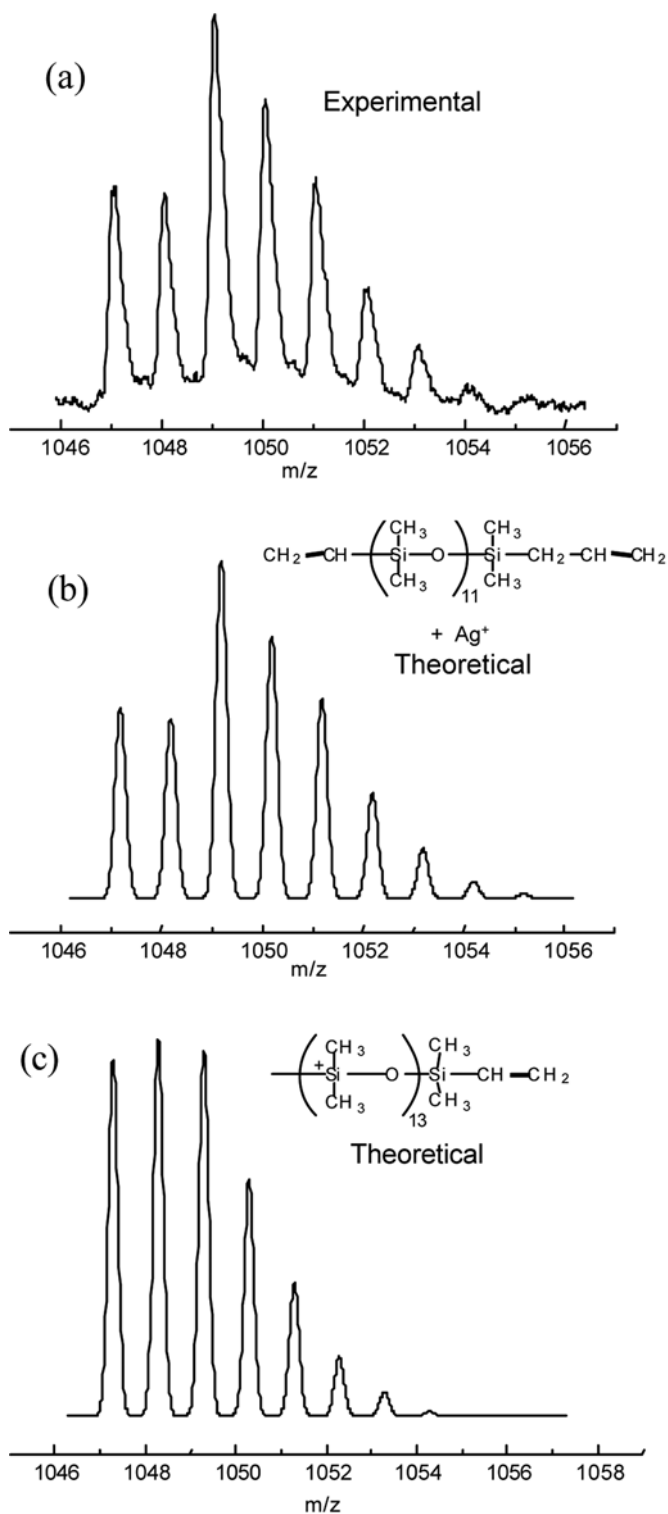 (a)
Experimental
1046 1048 1050 1052 1054 1056
m/z
(b)
CH3 CH3
CH2 CH Si O Si CH2 CH CH2
CH3 CH3
11
+ Ag+
Theoretical
1046 1048 1050 1052 1054 1056
m/z
(c)
CH3 CH3
+
Si O Si CH CH2
CH3 CH3
13
Theoretical
1046 1048 1050 1052 1054 1056 1058
m/z